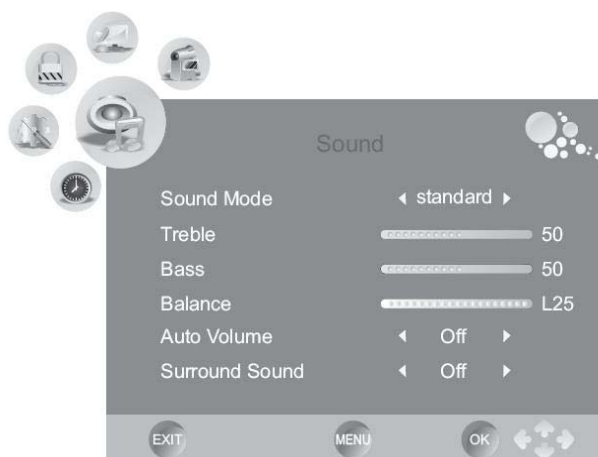 Sound
Sound Mode standard
Treble 50
Bass 50
Balance L25
Auto Volume Off
Surround Sound Off
EXIT MENU OK